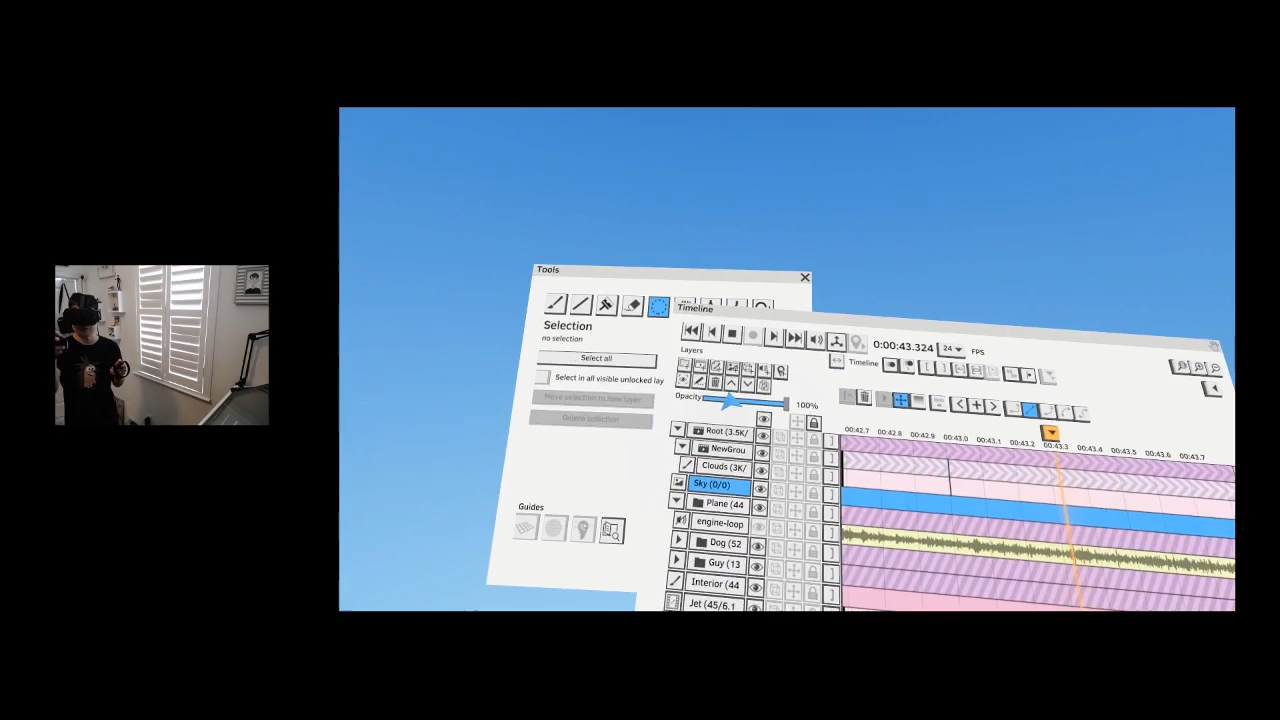 Tools
Selection
no selection
Select all
Select in all visible unlocked lay
Move selection to new layer
Delete selection
Guides
Timeline
0:00:43.324
24
FPS
Layers
Timeline
Opacity
100%
00:42.7 00:42.8 00:42.9 00:43.0 00:43.1 00:43.2 00:43.3 00:43.4 00:43.5 00:43.6 00:43.7
Root (3.5K/
NewGrou
Clouds (3K/
Sky (0/0)
Plane (44
engine-loop
Dog (52
Guy (13
Interior (44
Jet (45/6.1